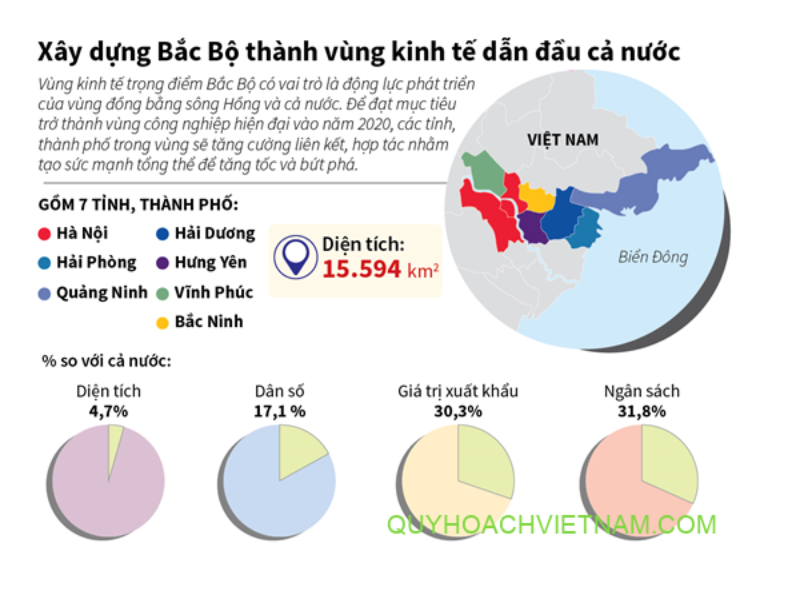 Xây dựng Bắc Bộ thành vùng kinh tế dẫn đầu cả nước
Vùng kinh tế trọng điểm Bắc Bộ có vai trò là động lực phát triển
của vùng đồng bằng sông Hồng và cả nước. Để đạt mục tiêu
trở thành vùng công nghiệp hiện đại vào năm 2020, các tỉnh,
thành phố trong vùng sẽ tăng cường liên kết, hợp tác nhằm
tạo sức mạnh tổng thể để tăng tốc và bứt phá.
VIỆT NAM
Biển Đông
GỒM 7 TỈNH, THÀNH PHỐ:
Hà Nội
Hải Dương
Hải Phòng
Hưng Yên
Quảng Ninh
Vĩnh Phúc
Bắc Ninh
Diện tích:
15.594 km²
% so với cả nước:
Diện tích
4,7%
Dân số
17,1 %
Giá trị xuất khẩu
30,3%
Ngân sách
31,8%
QUYHOACHVIETNAM.COM